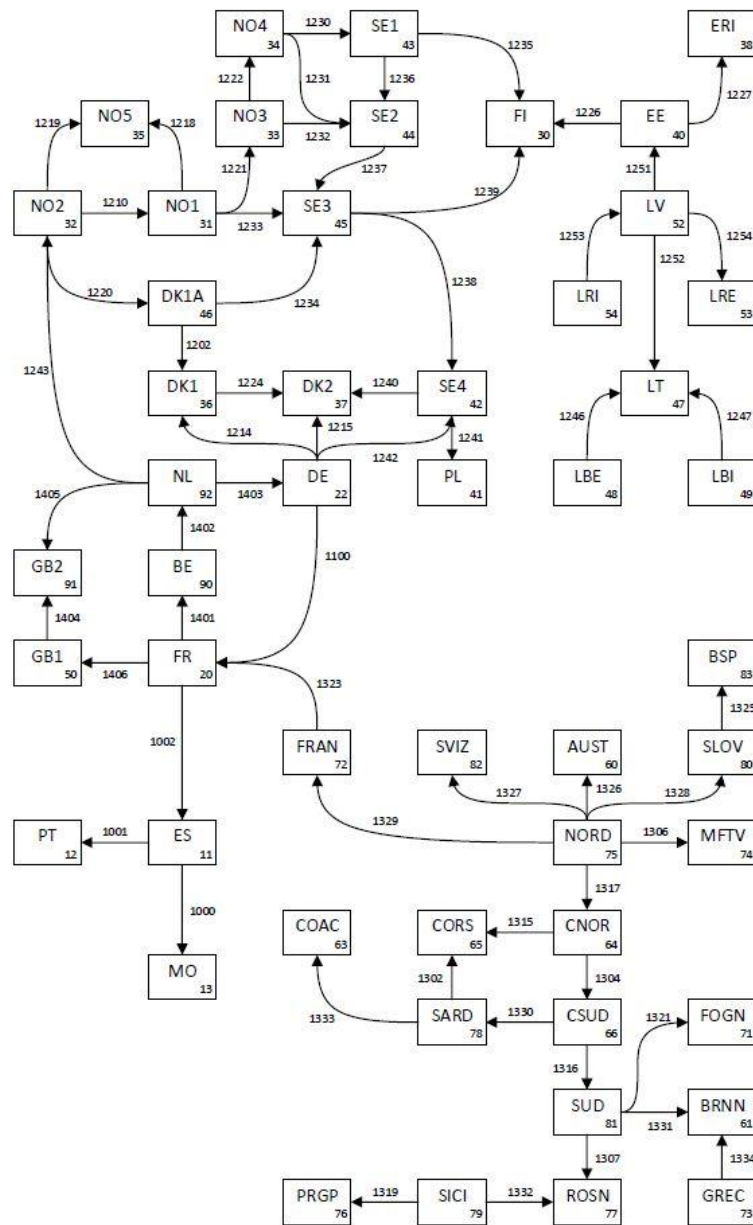 NO4 34
1230
SE1 43
1235
ERI 38
1222
1231
1236
1227
1219
NO5 35
1218
NO3 33
1232
SE2 44
FI 30
1226
EE 40
1221
1237
1251
NO2 32
1210
NO1 31
1233
SE3 45
1239
LV 52
1253
1252
1254
1220
DK1A 46
1234
1238
LRI 54
LRE 53
1202
1243
DK1 36
1224
DK2 37
1240
SE4 42
LT 47
1214
1215
1242
1241
1246
1247
1405
NL 92
1403
DE 22
PL 41
LBE 48
LBI 49
1402
1100
GB2 91
BE 90
1404
1401
GB1 50
1406
FR 20
BSP 83
1323
1325
1002
FRAN 72
SVIZ 82
AUST 60
SLOV 80
1327
1326
1328
1329
PT 12
1001
ES 11
NORD 75
1306
MFTV 74
1317
1000
COAC 63
CORS 65
1315
CNOR 64
MO 13
1302
1304
1333
SARD 78
1330
CSUD 66
1321
FOGN 71
1316
SUD 81
1331
BRNN 61
1307
1334
PRGP 76
1319
SICI 79
1332
ROSN 77
GREC 73